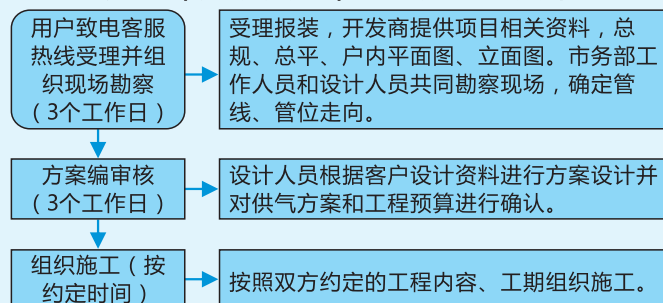 用户致电客服
热线受理并组
织现场勘察
（3个工作日）
受理报装，开发商提供项目相关资料，总
规、总平、户内平面图、立面图。市务部工
作人员和设计人员共同勘察现场，确定管
线、管位走向。
方案编审核
（3个工作日）
设计人员根据客户设计资料进行方案设计并
对供气方案和工程预算进行确认。
组织施工（按
约定时间）
按照双方约定的工程内容、工期组织施工。